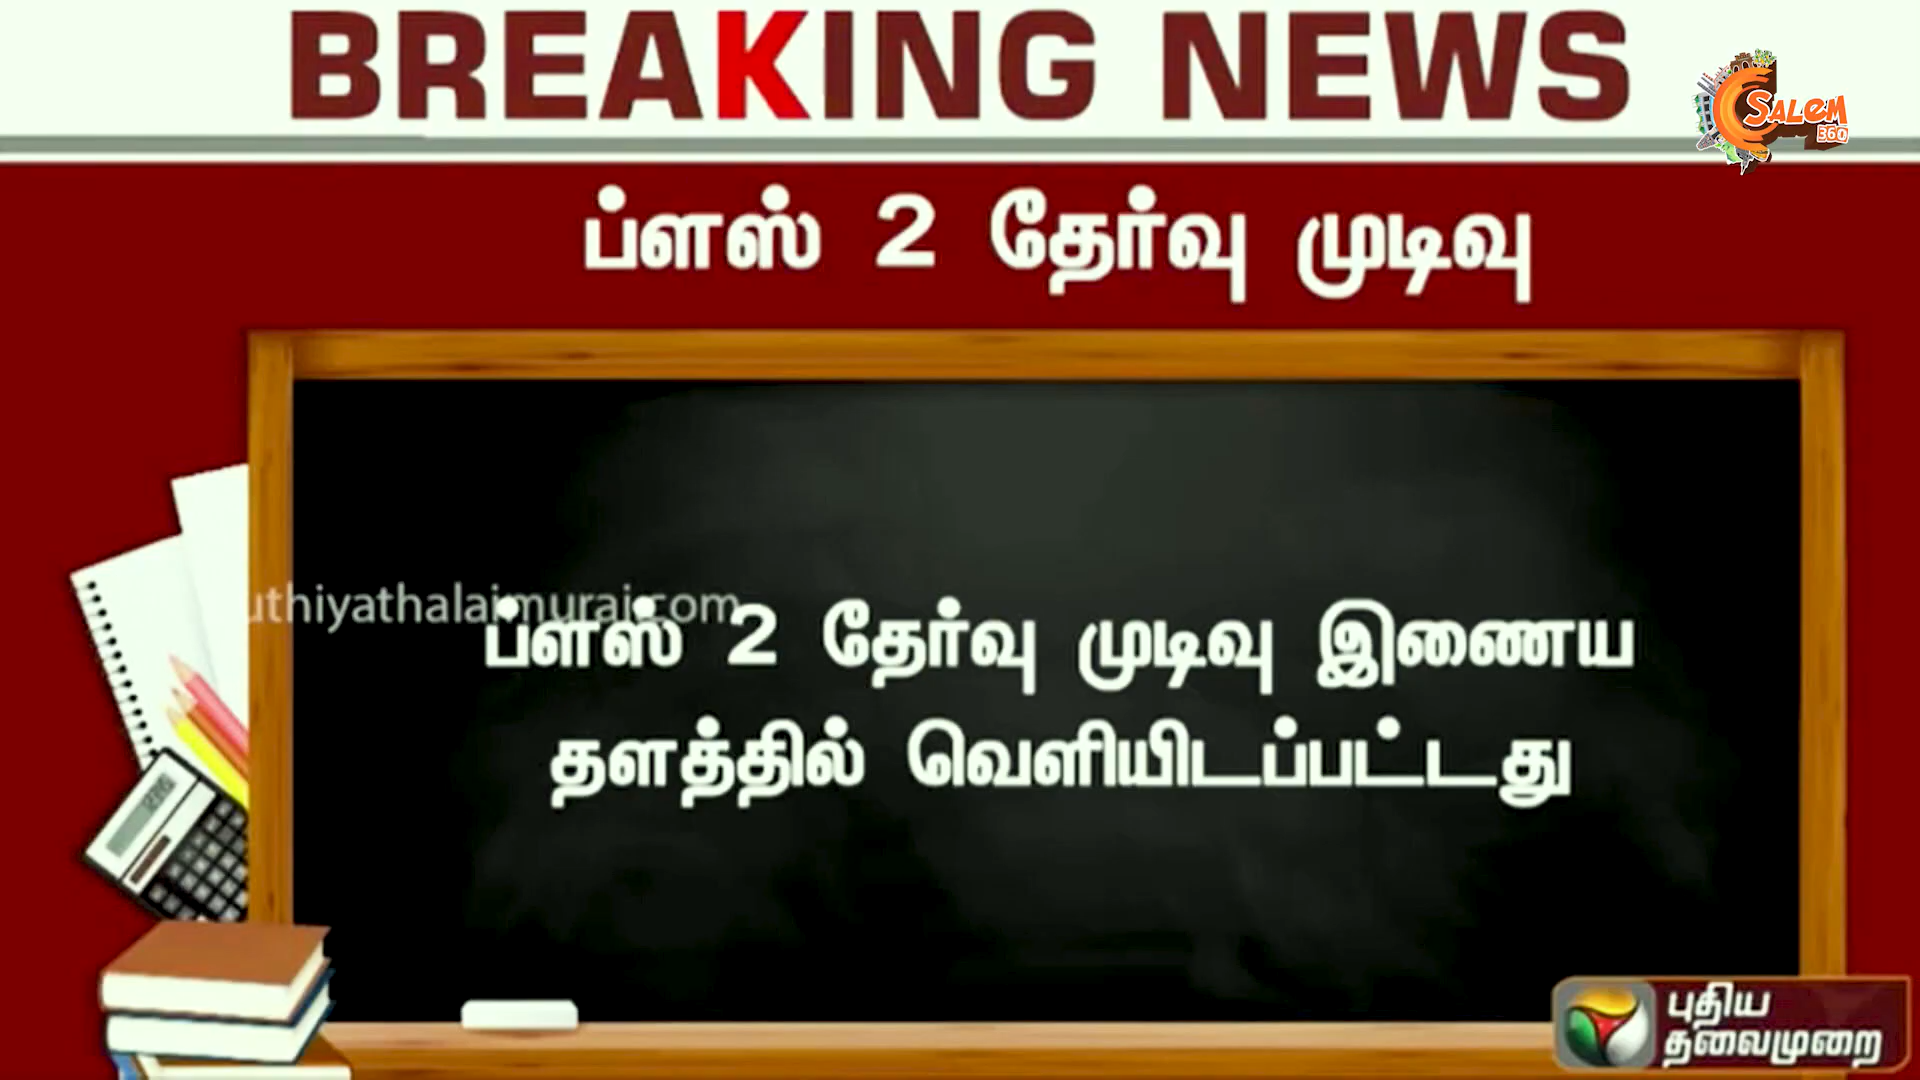 BREAKING NEWS
SALEM
360
ப்ளஸ் 2 தேர்வு முடிவு
uthiyathalaimurai.com
ப்ளஸ் 2 தேர்வு முடிவு இணைய
தளத்தில் வெளியிடப்பட்டது
புதிய
தலைமுறை